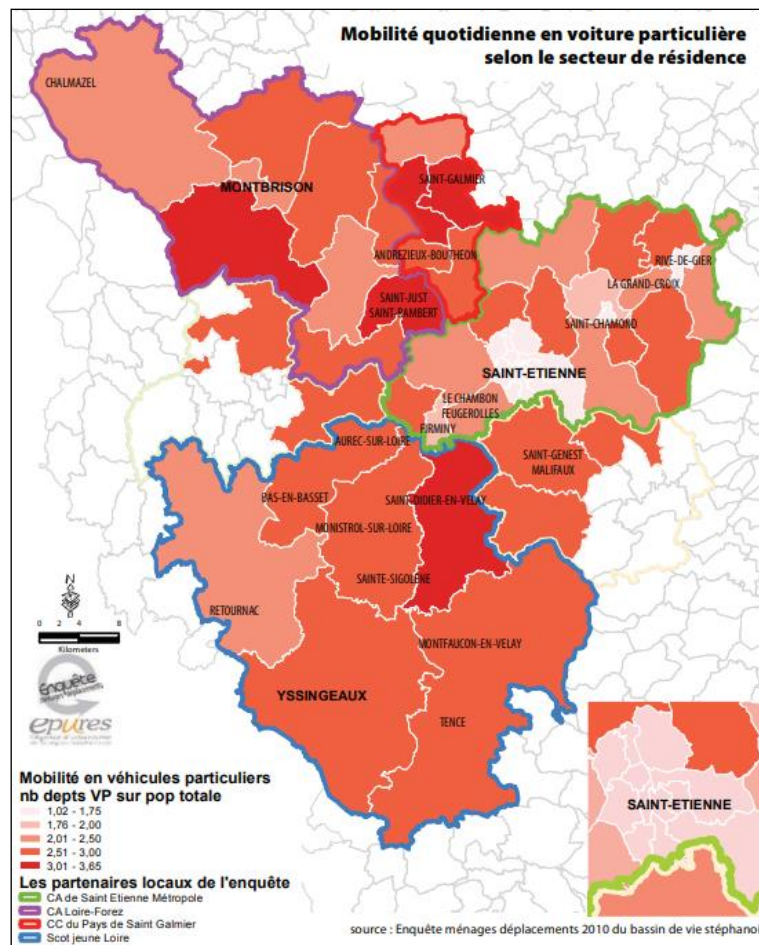 Mobilité quotidienne en voiture particulière
selon le secteur de résidence
CHALMAZEL
MONTBRISON
SAINT-GALMIER
ANDREZIEUX-BOUTHEON
RIVE-DE-GIER
LA GRAND-CROIX
SAINT-JUST
SAINT-RAMBERT
SAINT-CHAMOND
SAINT-ETIENNE
LE CHAMBON
FEUGEROLLES
FIRMINY
AUREC-SUR-LOIRE
SAINT-GENEST
MALIFAUX
BAS-EN-BASSET
SAINT-DIDIER-EN-VELAY
MONISTROL-SUR-LOIRE
SAINTE-SIGOLENE
RETOURNAC
MONTFAUCON-EN-VELAY
YSSINGEAUX
TENCE
N
0 2 4 8
Kilometers
Enquête
epures
SAINT-ETIENNE
Mobilité en véhicules particuliers
nb depts VP sur pop totale
1,02 - 1,75
1,76 - 2,00
2,01 - 2,50
2,51 - 3,00
3,01 - 3,65
Les partenaires locaux de l'enquête
CA de Saint Etienne Métropole
CA Loire-Forez
CC du Pays de Saint Galmier
Scot jeune Loire
source : Enquête ménages déplacements 2010 du bassin de vie stéphanoi